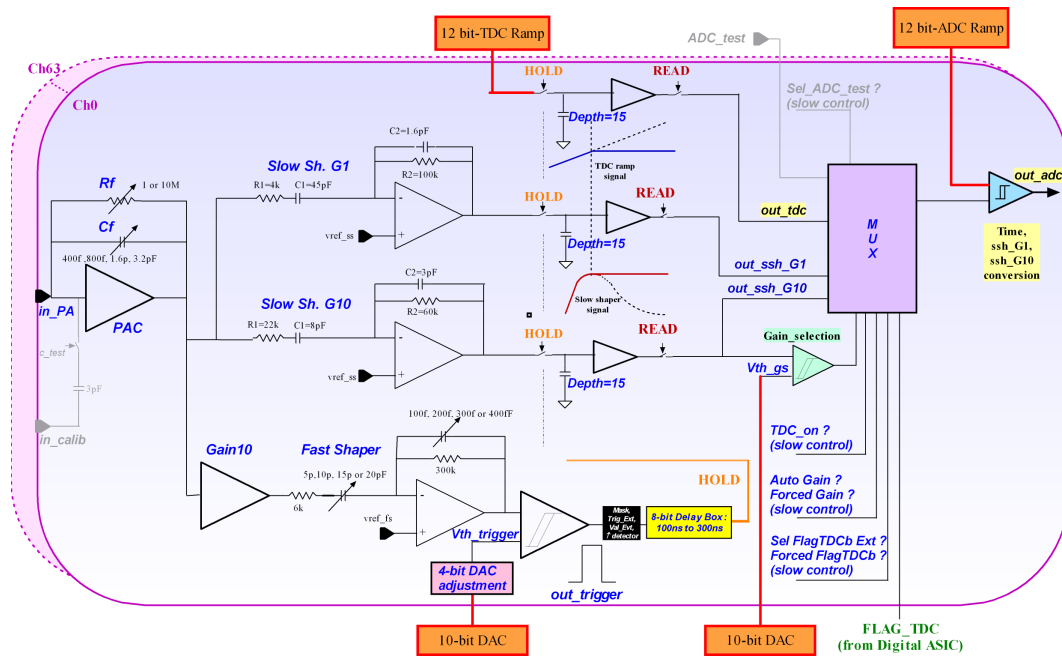 12 bit-TDC Ramp
12 bit-ADC Ramp
ADC_test
Ch63
Ch0
HOLD
READ
Depth=15
Sel_ADC_test ?
(slow control)
C2=1.6pF
R2=100k
Slow Sh. G1
R1=4k
C1=45pF
vref_ss
TDC ramp
signal
Rf
1 or 10M
Cf
400f ,800f, 1.6p, 3.2pF
in_PA
PAC
HOLD
READ
Depth=15
out_tdc
out_ssh_G1
out_ssh_G10
M
U
X
out_adc
Time,
ssh_G1,
ssh_G10
conversion
C2=3pF
R2=60k
Slow Sh. G10
R1=22k
C1=8pF
vref_ss
Slow shaper
signal
HOLD
READ
Depth=15
Gain_selection
Vth_gs
c_test
3pF
in_calib
100f, 200f, 300f or 400fF
300k
Gain10
Fast Shaper
5p,10p, 15p or 20pF
6k
vref_fs
Vth_trigger
HOLD
Mask,
Trig_Ext,
Val_Evt,
↑ detector
8-bit Delay Box :
100ns to 300ns
4-bit DAC
adjustment
out_trigger
10-bit DAC
10-bit DAC
TDC_on ?
(slow control)
Auto Gain ?
Forced Gain ?
(slow control)
Sel FlagTDCb Ext ?
Forced FlagTDCb ?
(slow control)
FLAG_TDC
(from Digital ASIC)